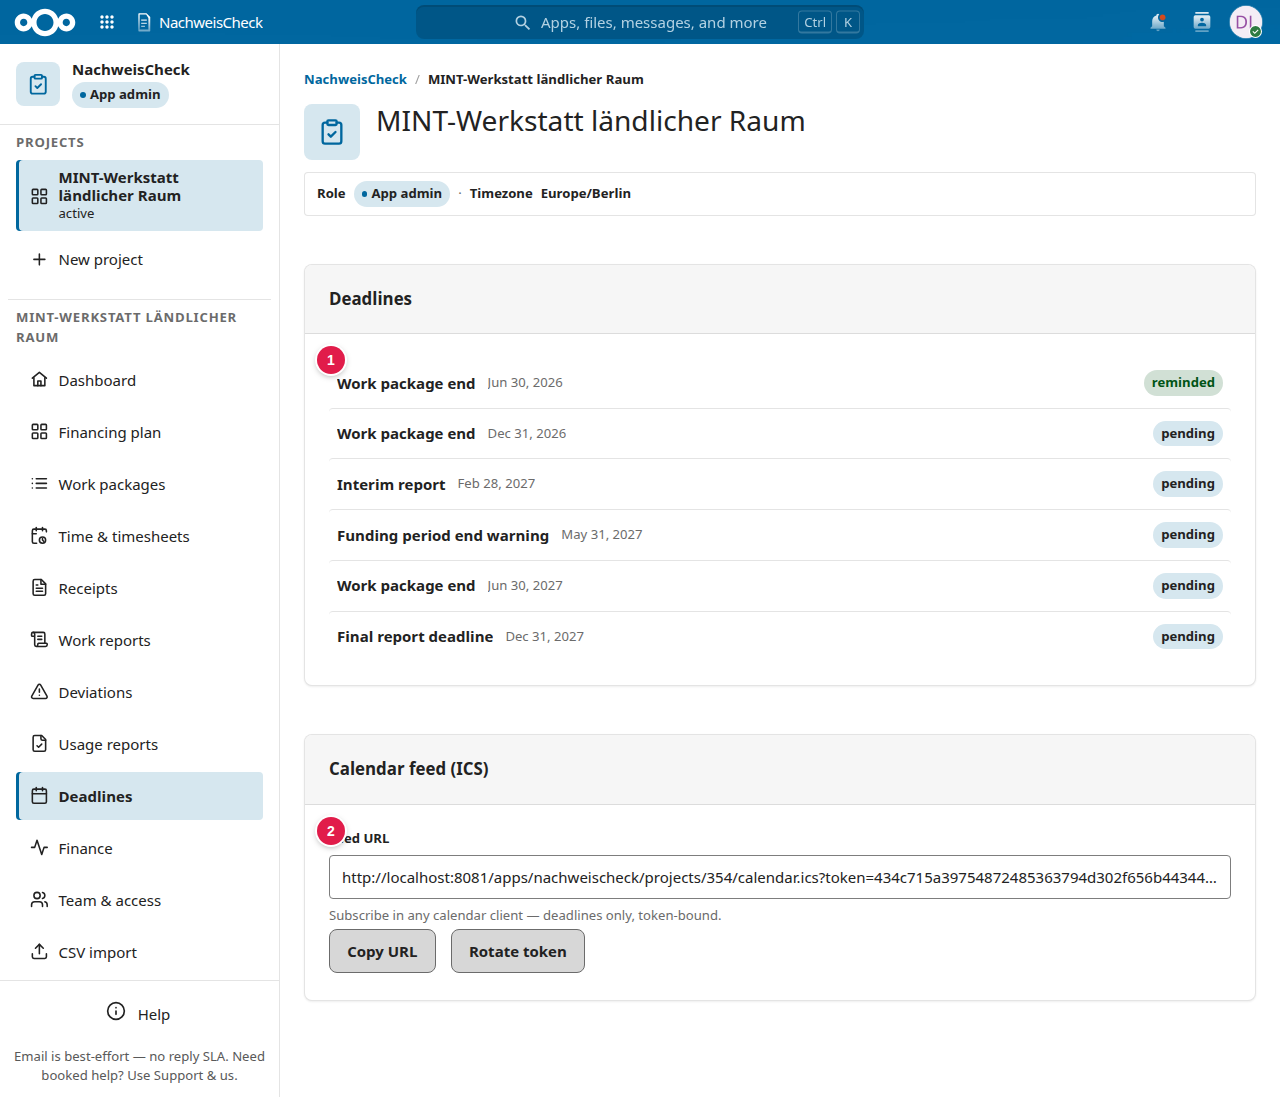 NachweisCheck
Apps, files, messages, and more
Ctrl
K
DI
NachweisCheck
App admin
PROJECTS
MINT-Werkstatt
ländlicher Raum
active
New project
MINT-WERKSTATT LÄNDLICHER
RAUM
Dashboard
Financing plan
Work packages
Time & timesheets
Receipts
Work reports
Deviations
Usage reports
Deadlines
Finance
Team & access
CSV import
Help
Email is best-effort — no reply SLA. Need
booked help? Use Support & us.
NachweisCheck / MINT-Werkstatt ländlicher Raum
MINT-Werkstatt ländlicher Raum
Role App admin · Timezone Europe/Berlin
Deadlines
1
Work package end Jun 30, 2026 reminded
Work package end Dec 31, 2026 pending
Interim report Feb 28, 2027 pending
Funding period end warning May 31, 2027 pending
Work package end Jun 30, 2027 pending
Final report deadline Dec 31, 2027 pending
Calendar feed (ICS)
2
ed URL
http://localhost:8081/apps/nachweischeck/projects/354/calendar.ics?token=434c715a39754872485363794d302f656b44344...
Subscribe in any calendar client — deadlines only, token-bound.
Copy URL
Rotate token